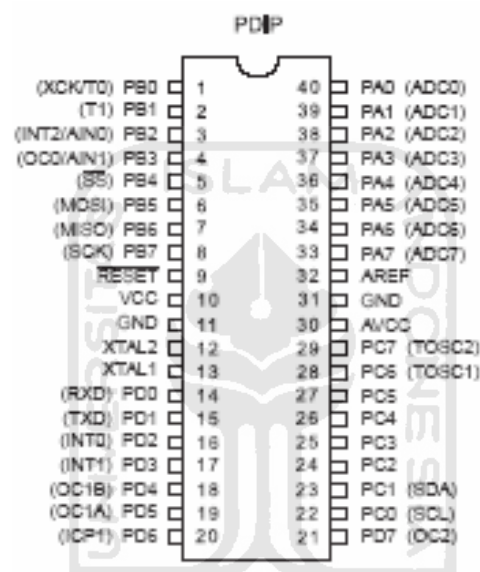 PDIP
(XCK/T0) PB0 1 40 PA0 (ADC0)
(T1) PB1 2 39 PA1 (ADC1)
(INT2/AIN0) PB2 3 38 PA2 (ADC2)
(OC0/AIN1) PB3 4 37 PA3 (ADC3)
(SS) PB4 5 36 PA4 (ADC4)
(MOSI) PB5 6 35 PA5 (ADC5)
(MISO) PB6 7 34 PA6 (ADC6)
(SCK) PB7 8 33 PA7 (ADC7)
RESET 9 32 AREF
VCC 10 31 GND
GND 11 30 AVCC
XTAL2 12 29 PC7 (TOSC2)
XTAL1 13 28 PC6 (TOSC1)
(RXD) PD0 14 27 PC5
(TXD) PD1 15 26 PC4
(INT0) PD2 16 25 PC3
(INT1) PD3 17 24 PC2
(OC1B) PD4 18 23 PC1 (SDA)
(OC1A) PD5 19 22 PC0 (SCL)
(ICP1) PD6 20 21 PD7 (OC2)